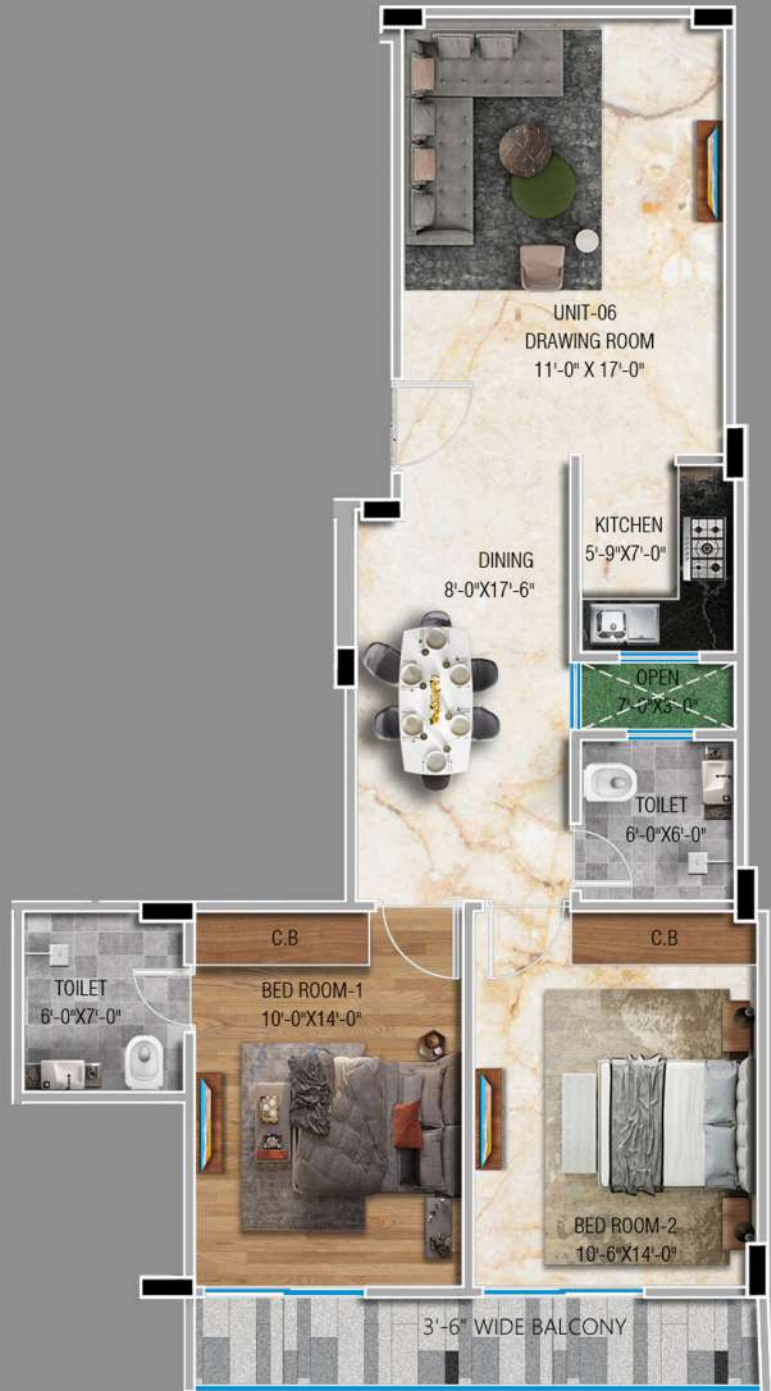 UNIT-06
DRAWING ROOM
11'-0" X 17'-0"
KITCHEN
5'-9"X7'-0"
DINING
8'-0"X17'-6"
OPEN
7'-0"X3'-0"
TOILET
6'-0"X6'-0"
C.B
C.B
TOILET
6'-0"X7'-0"
BED ROOM-1
10'-0"X14'-0"
BED ROOM-2
10'-6"X14'-0"
3'-6" WIDE BALCONY